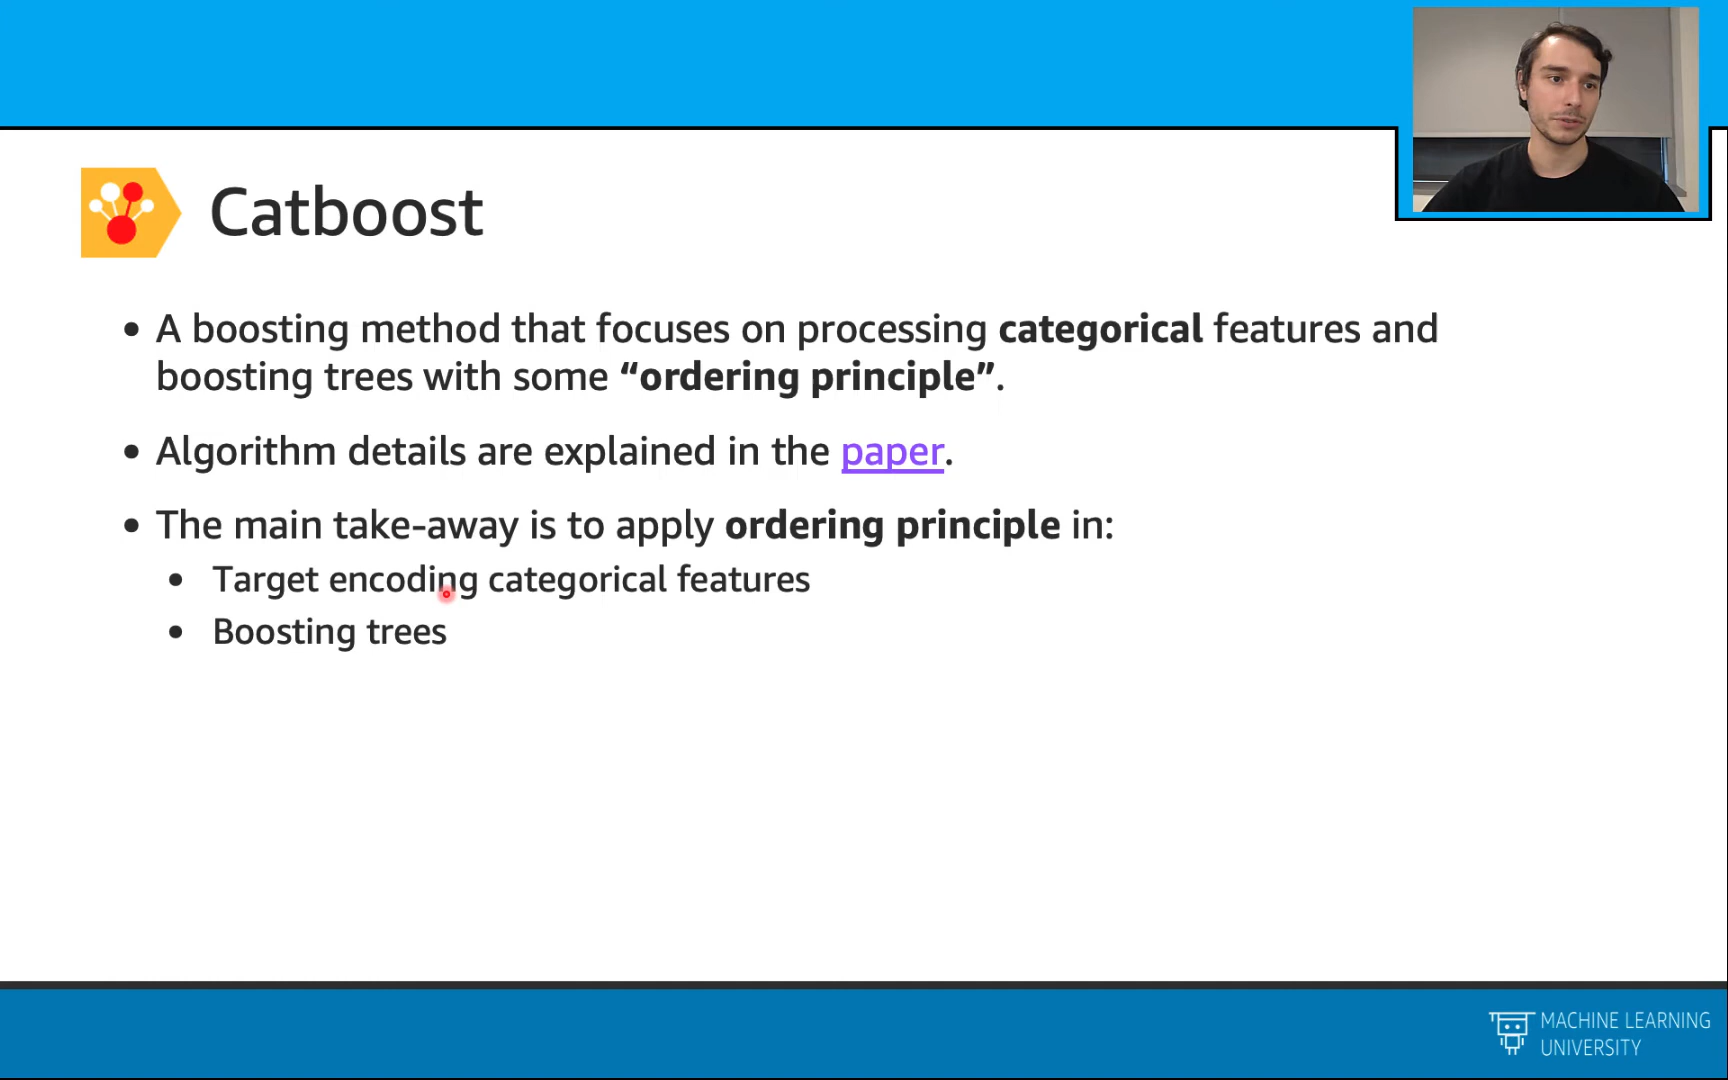 Catboost
• A boosting method that focuses on processing categorical features and
boosting trees with some “ordering principle”.
• Algorithm details are explained in the paper.
• The main take-away is to apply ordering principle in:
• Target encoding categorical features
• Boosting trees
MACHINE LEARNING
UNIVERSITY